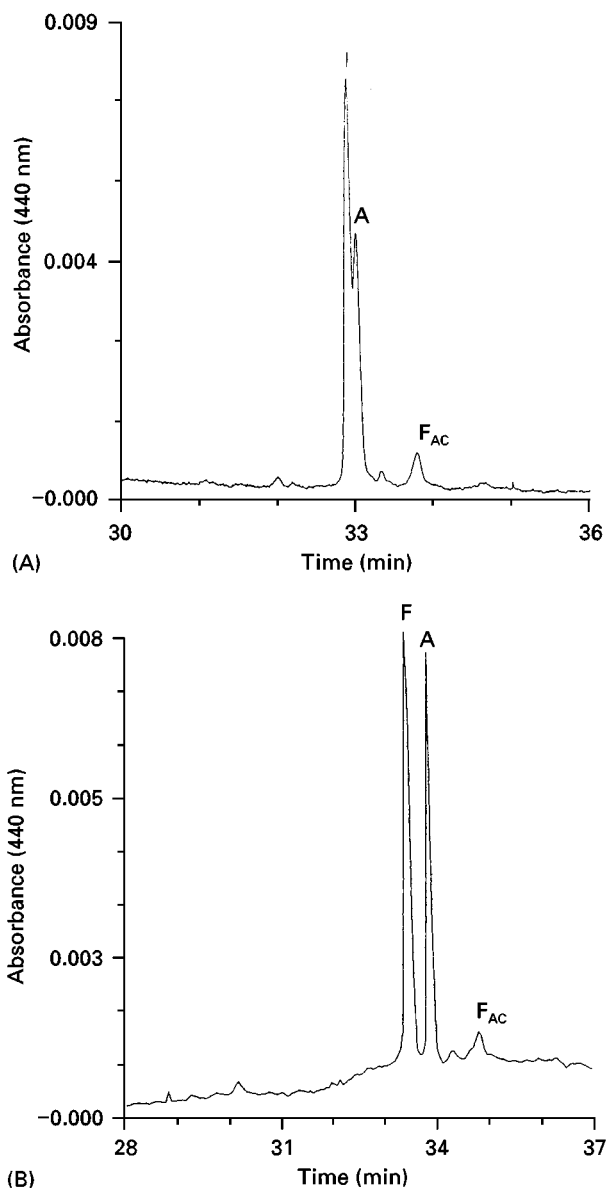 0.009
Absorbance (440 nm)
A
0.004
F_AC
−0.000
30 33 36
(A) Time (min)
F A
0.008
Absorbance (440 nm)
0.005
0.003
F_AC
−0.000
28 31 34 37
(B) Time (min)